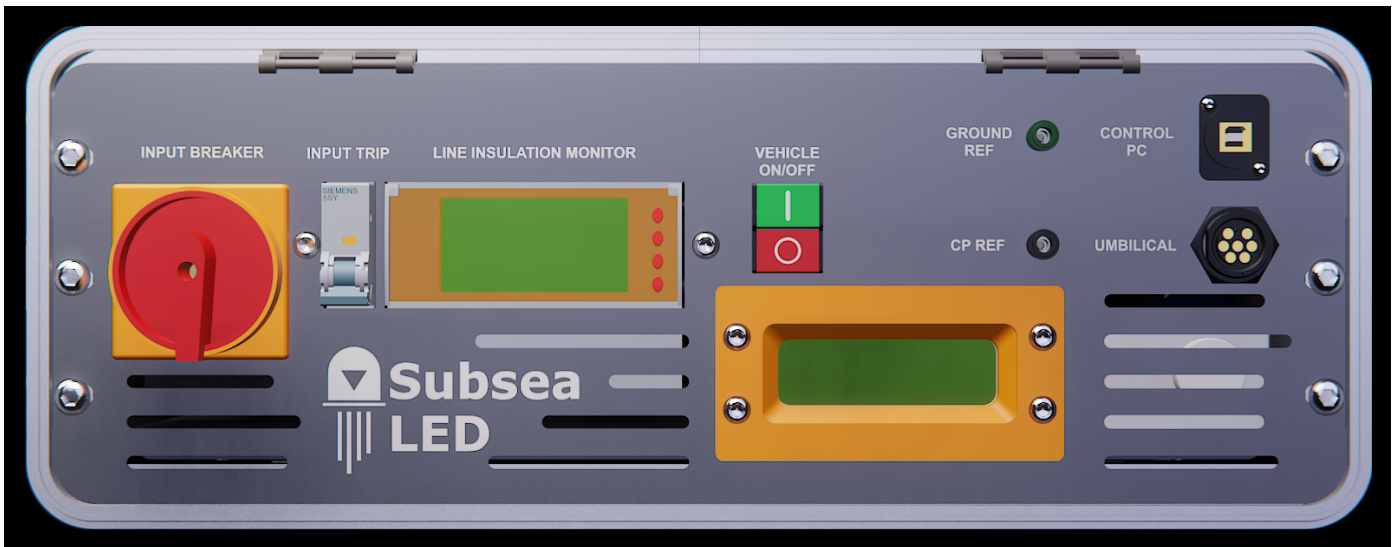 INPUT BREAKER
INPUT TRIP
LINE INSULATION MONITOR
VEHICLE
ON/OFF
GROUND
REF
CONTROL
PC
SIEMENS
5SY
CP REF
UMBILICAL
Subsea
LED